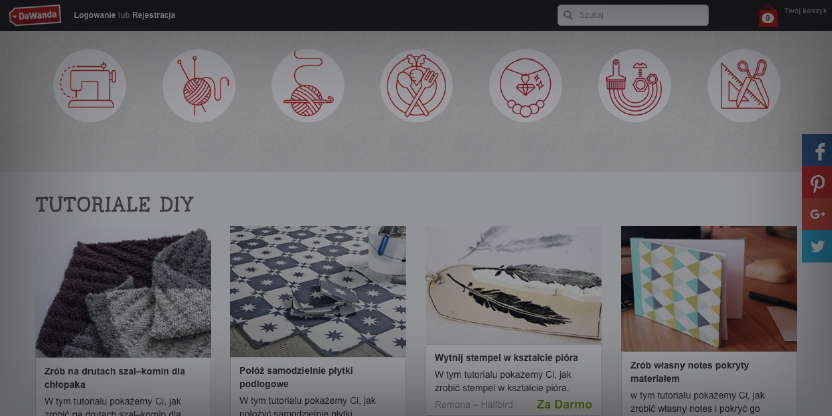 DaWanda
Logowanie lub Rejestracja
Szukaj
0
Twój koszyk
TUTORIALE DIY
Zrób na drutach szal–komin dla
chłopaka
W tym tutorialu pokażemy Ci, jak
zrobić na drutach szal–komin dla
Połóż samodzielnie płytki
podłogowe
W tym tutorialu pokażemy Ci, jak
położyć samodzielnie płytki
Wytnij stempel w kształcie pióra
W tym tutorialu pokażemy Ci, jak
zrobić stempel w kształcie pióra.
Ramona – Halfbird
Za Darmo
Zrób własny notes pokryty
materiałem
w tym tutorialu pokażemy Ci, jak
zrobić własny notes i pokryć go